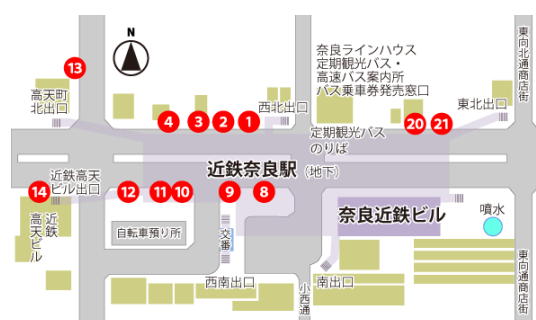 N
13
高天町
北出口
4
3
2
1
西北出口
奈良ラインハウス
定期観光バス・
高速バス案内所
バス乗車券発売窓口
定期観光バス
のりば
20
21
東北出口
東向北通商店街
近鉄奈良駅(地下)
近鉄高天
ビル出口
14
12
11
10
9
8
近鉄
高天ビル
自転車預り所
交番
西南出口
小西通
奈良近鉄ビル
南出口
噴水
東向南通商店街